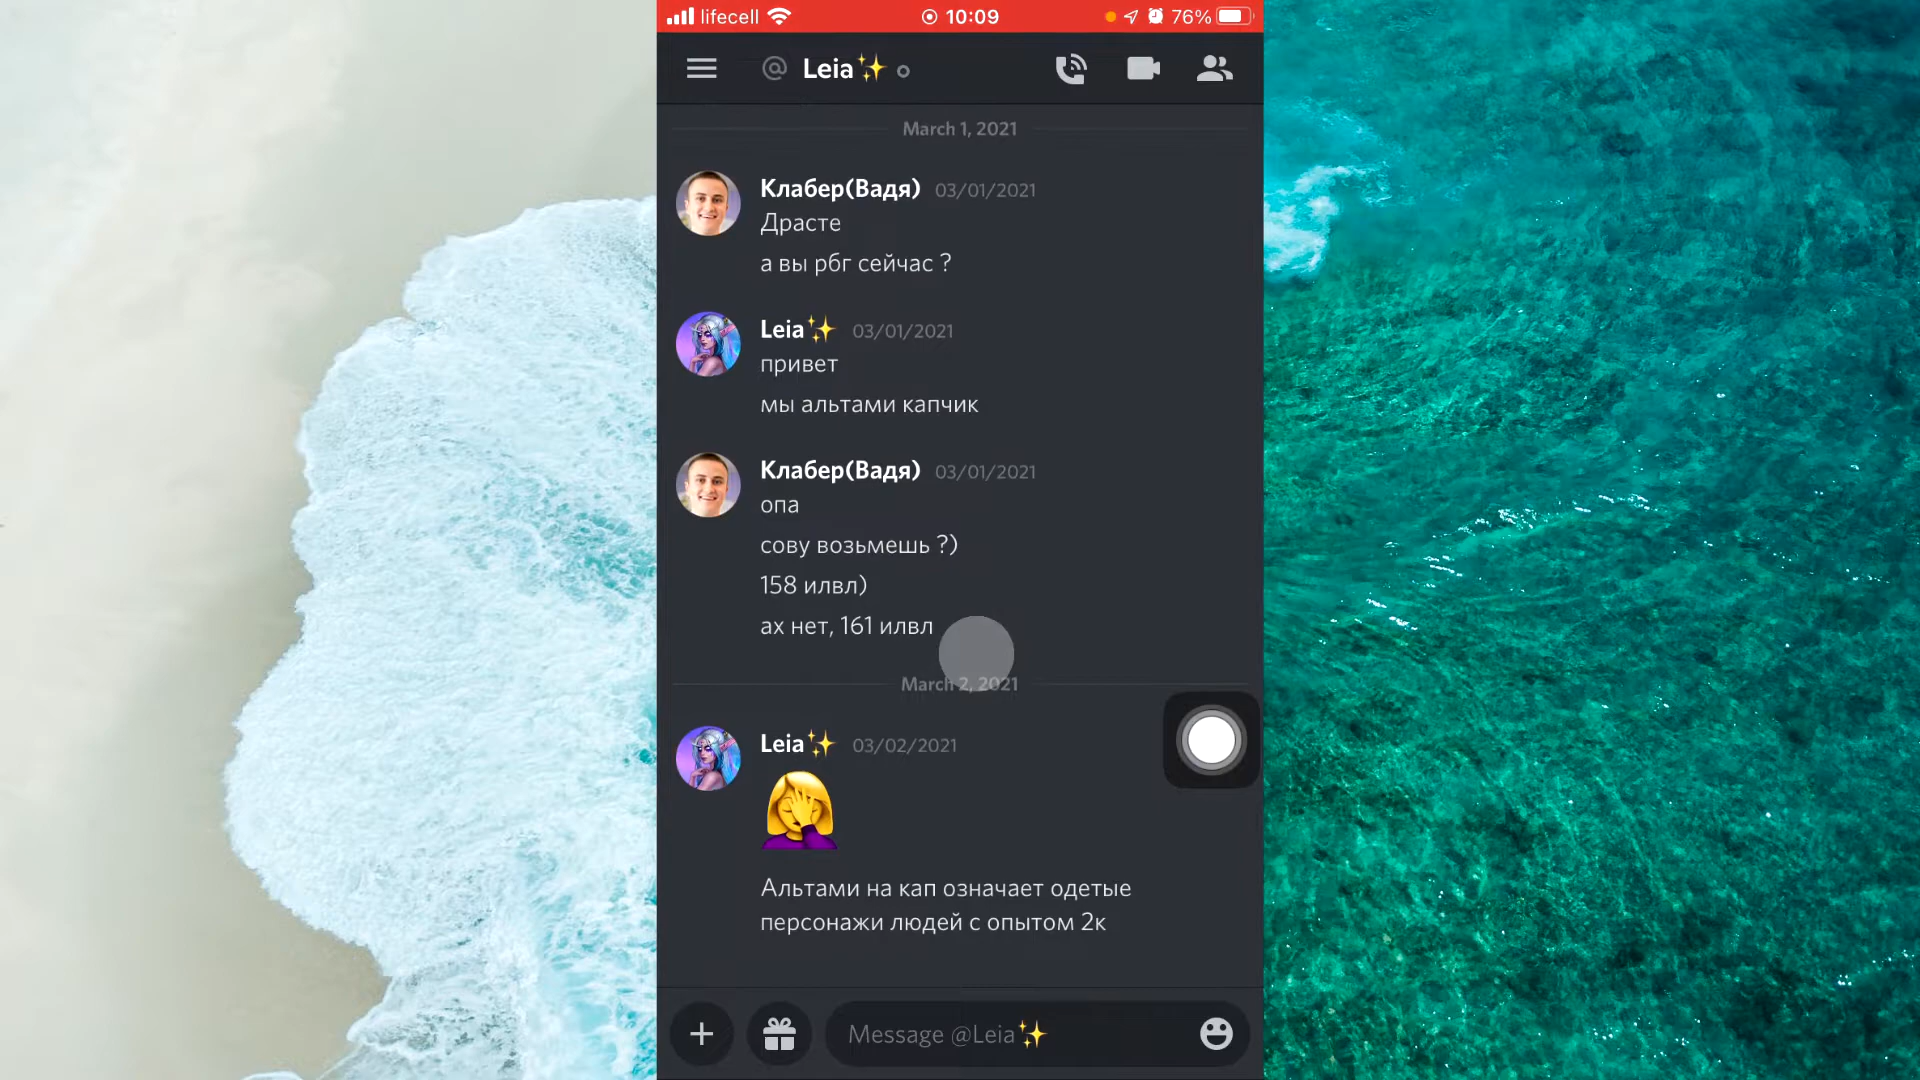 lifecell 10:09 76%
@ Leia✨
March 1, 2021
Клабер(Вадя) 03/01/2021
Драсте
а вы рбг сейчас ?
Leia✨ 03/01/2021
привет
мы альтами капчик
Клабер(Вадя) 03/01/2021
опа
сову возьмешь ?)
158 илвл)
ах нет, 161 илвл
March 2, 2021
Leia✨ 03/02/2021
🤦‍♀️
Альтами на кап означает одетые
персонажи людей с опытом 2к
Message @Leia✨